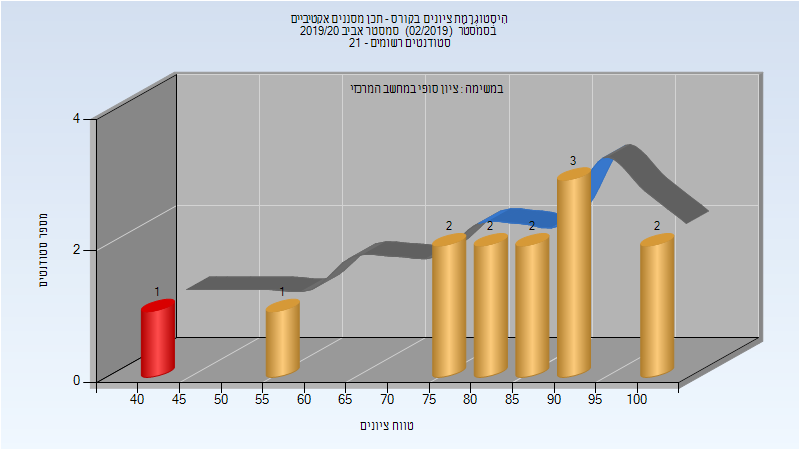 היסטוגרמת ציונים בקורס - תכן מסננים אקטיביים
בסמסטר (02/2019) סמסטר אביב 2019/20
סטודנטים רשומים - 21
במשימה : ציון סופי במחשב המרכזי
4
2
0
מספר סטודנטים
1
1
2
2
2
3
2
40 45 50 55 60 65 70 75 80 85 90 95 100
טווח ציונים